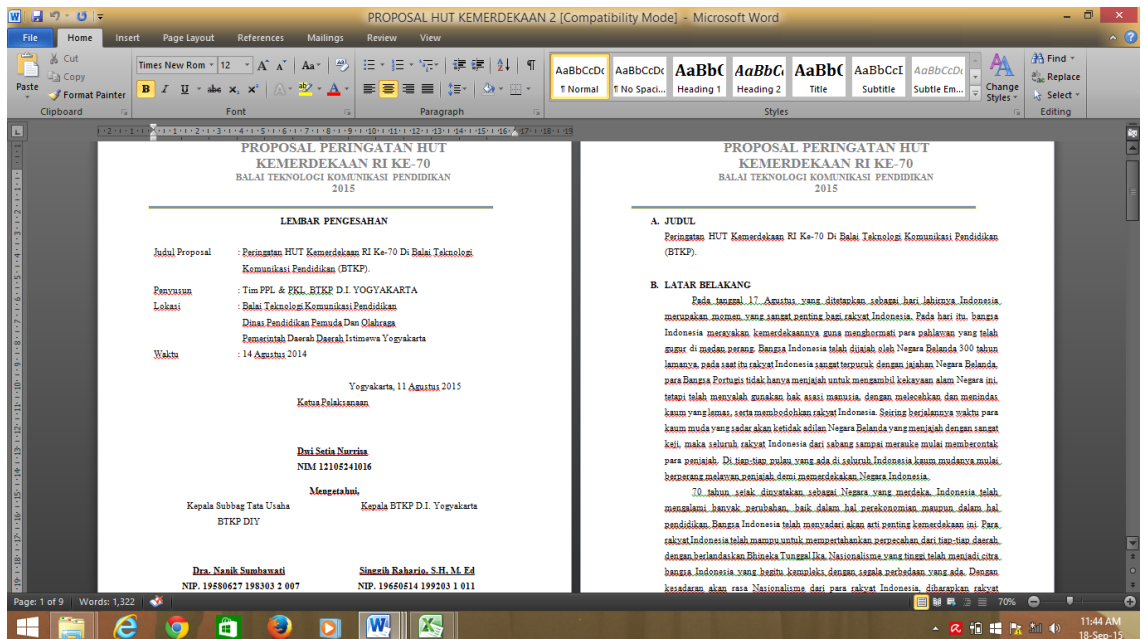 PROPOSAL HUT KEMERDEKAAN 2 [Compatibility Mode] - Microsoft Word
File Home Insert Page Layout References Mailings Review View
Cut
Copy
Format Painter
Paste
Times New Rom 12
AaBbCcDc AaBbCcDc AaBbC AaBbCc AaBbC AaBbCcI AaBbCcDc
¶ Normal ¶ No Spaci... Heading 1 Heading 2 Title Subtitle Subtle Em...
Change Styles
Find
Replace
Select
Clipboard Font Paragraph Styles Editing
PROPOSAL PERINGATAN HUT
KEMERDEKAAN RI KE-70
BALAI TEKNOLOGI KOMUNIKASI PENDIDIKAN
2015
LEMBAR PENGESAHAN
Judul Proposal : Peringatan HUT Kemerdekaan RI Ke-70 Di Balai Teknologi
Komunikasi Pendidikan (BTKP).
Penyusun : Tim PPL & PKL BTKP D.I. YOGYAKARTA
Lokasi : Balai Teknologi Komunikasi Pendidikan
Dinas Pendidikan Pemuda Dan Olahraga
Pemerintah Daerah Daerah Istimewa Yogyakarta
Waktu : 14 Agustus 2014
Yogyakarta, 11 Agustus 2015
Ketua Pelaksanaan
Dwi Setia Nurrisa
NIM 12105241016
Mengetahui,
Kepala Subbag Tata Usaha Kepala BTKP D.I. Yogyakarta
BTKP DIY
Dra. Nanik Sumbawati Singgih Raharjo, S.H, M. Ed
NIP. 19580627 198303 2 007 NIP. 19650514 199203 1 011
PROPOSAL PERINGATAN HUT
KEMERDEKAAN RI KE-70
BALAI TEKNOLOGI KOMUNIKASI PENDIDIKAN
2015
A. JUDUL
Peringatan HUT Kemerdekaan RI Ke-70 Di Balai Teknologi Komunikasi Pendidikan
(BTKP).
B. LATAR BELAKANG
Pada tanggal 17 Agustus yang ditetapkan sebagai hari lahirnya Indonesia
merupakan momen yang sangat penting bagi rakyat Indonesia. Pada hari itu, bangsa
Indonesia merayakan kemerdekaannya guna menghormati para pahlawan yang telah
gugur di medan perang. Bangsa Indonesia telah dijajah oleh Negara Belanda 300 tahun
lamanya, pada saat itu rakyat Indonesia sangat terpuruk dengan jajahan Negara Belanda,
para Bangsa Portugis tidak hanya menjajah untuk mengambil kekayaan alam Negara ini,
tetapi telah menyalah gunakan hak asasi manusia, dengan melecehkan dan menindas
kaum yang lemas, serta membodohkan rakyat Indonesia. Seiring berjalannya waktu para
kaum muda yang sadar akan ketidak adilan Negara Belanda yang menjajah dengan sangat
keji, maka seluruh rakyat Indonesia dari sabang sampai merauke mulai memberontak
para penjajah. Di tiap-tiap pulau yang ada di seluruh Indonesia kaum mudanya mulai
berperang melawan penjajah demi memerdekakan Negara Indonesia.
70 tahun sejak dinyatakan sebagai Negara yang merdeka, Indonesia telah
mengalami banyak perubahan, baik dalam hal perekonomian maupun dalam hal
pendidikan. Bangsa Indonesia telah menyadari akan arti penting kemerdekaan ini. Para
rakyat Indonesia telah mampu untuk mempertahankan perpecahan dari tiap-tiap daerah
dengan berlandaskan Bhineka Tunggal Ika. Nasionalisme yang tinggi telah menjadi citra
bangsa Indonesia yang begitu kempleks dengan segala perbedaan yang ada. Dengan
kesadaran akan rasa Nasionalisme dari para rakyat Indonesia, diharapkan rakyat
Page: 1 of 9 Words: 1,322 70%
11:44 AM
18-Sep-15